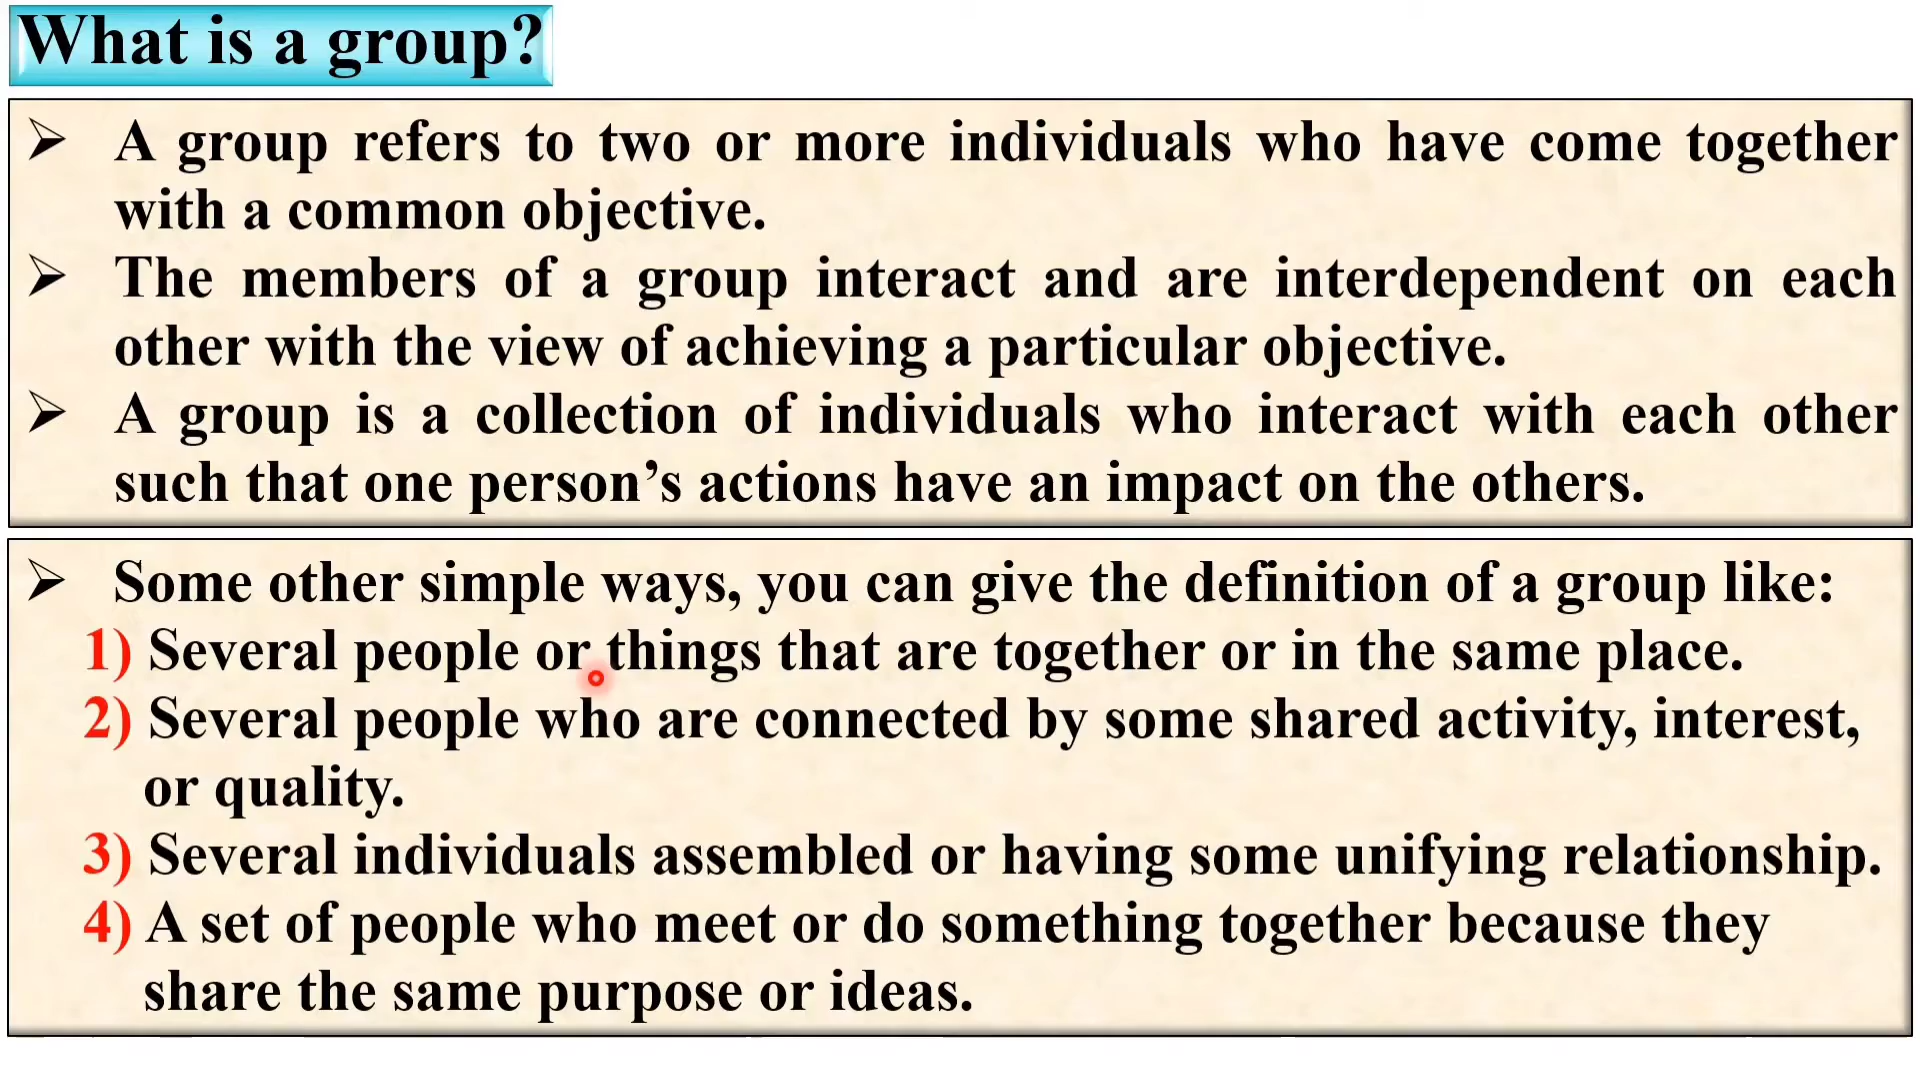 What is a group?
➢ A group refers to two or more individuals who have come together
with a common objective.
➢ The members of a group interact and are interdependent on each
other with the view of achieving a particular objective.
➢ A group is a collection of individuals who interact with each other
such that one person’s actions have an impact on the others.
➢ Some other simple ways, you can give the definition of a group like:
1) Several people or things that are together or in the same place.
2) Several people who are connected by some shared activity, interest,
or quality.
3) Several individuals assembled or having some unifying relationship.
4) A set of people who meet or do something together because they
share the same purpose or ideas.